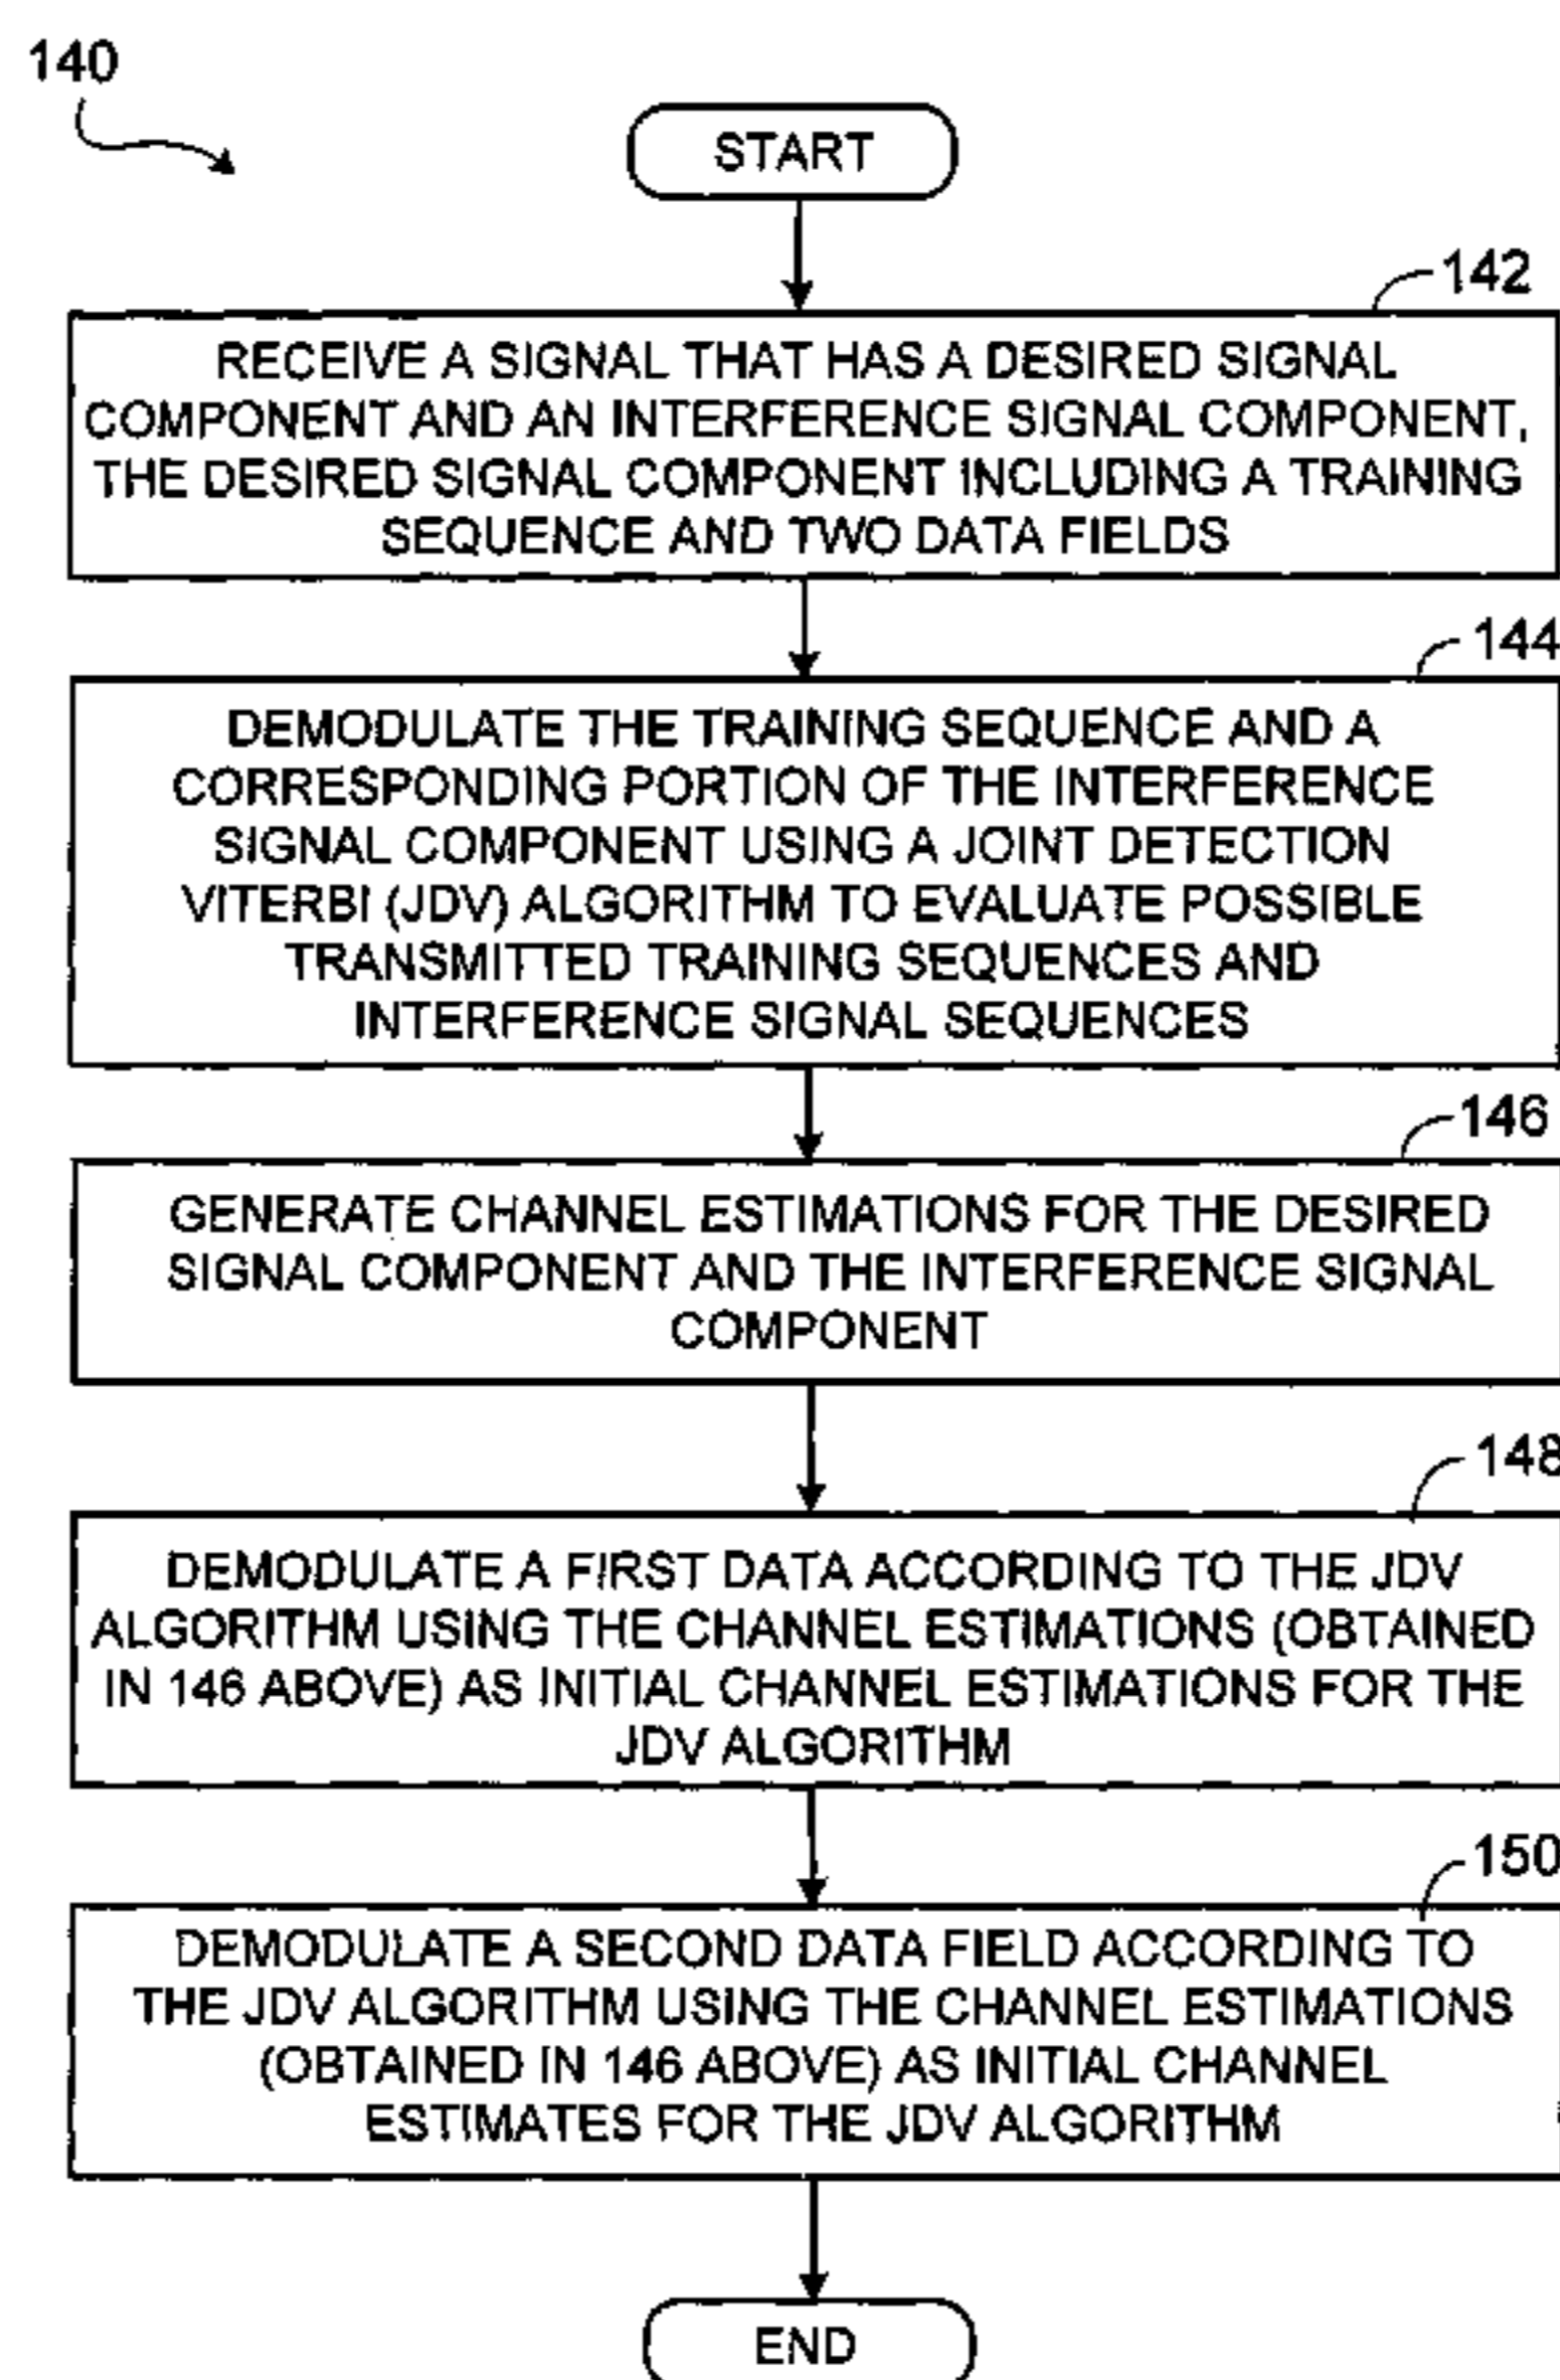 140
START
142
RECEIVE A SIGNAL THAT HAS A DESIRED SIGNAL
COMPONENT AND AN INTERFERENCE SIGNAL COMPONENT,
THE DESIRED SIGNAL COMPONENT INCLUDING A TRAINING
SEQUENCE AND TWO DATA FIELDS
144
DEMODULATE THE TRAINING SEQUENCE AND A
CORRESPONDING PORTION OF THE INTERFERENCE
SIGNAL COMPONENT USING A JOINT DETECTION
VITERBI (JDV) ALGORITHM TO EVALUATE POSSIBLE
TRANSMITTED TRAINING SEQUENCES AND
INTERFERENCE SIGNAL SEQUENCES
146
GENERATE CHANNEL ESTIMATIONS FOR THE DESIRED
SIGNAL COMPONENT AND THE INTERFERENCE SIGNAL
COMPONENT
148
DEMODULATE A FIRST DATA ACCORDING TO THE JDV
ALGORITHM USING THE CHANNEL ESTIMATIONS (OBTAINED
IN 146 ABOVE) AS INITIAL CHANNEL ESTIMATIONS FOR THE
JDV ALGORITHM
150
DEMODULATE A SECOND DATA FIELD ACCORDING TO
THE JDV ALGORITHM USING THE CHANNEL ESTIMATIONS
(OBTAINED IN 146 ABOVE) AS INITIAL CHANNEL
ESTIMATES FOR THE JDV ALGORITHM
END